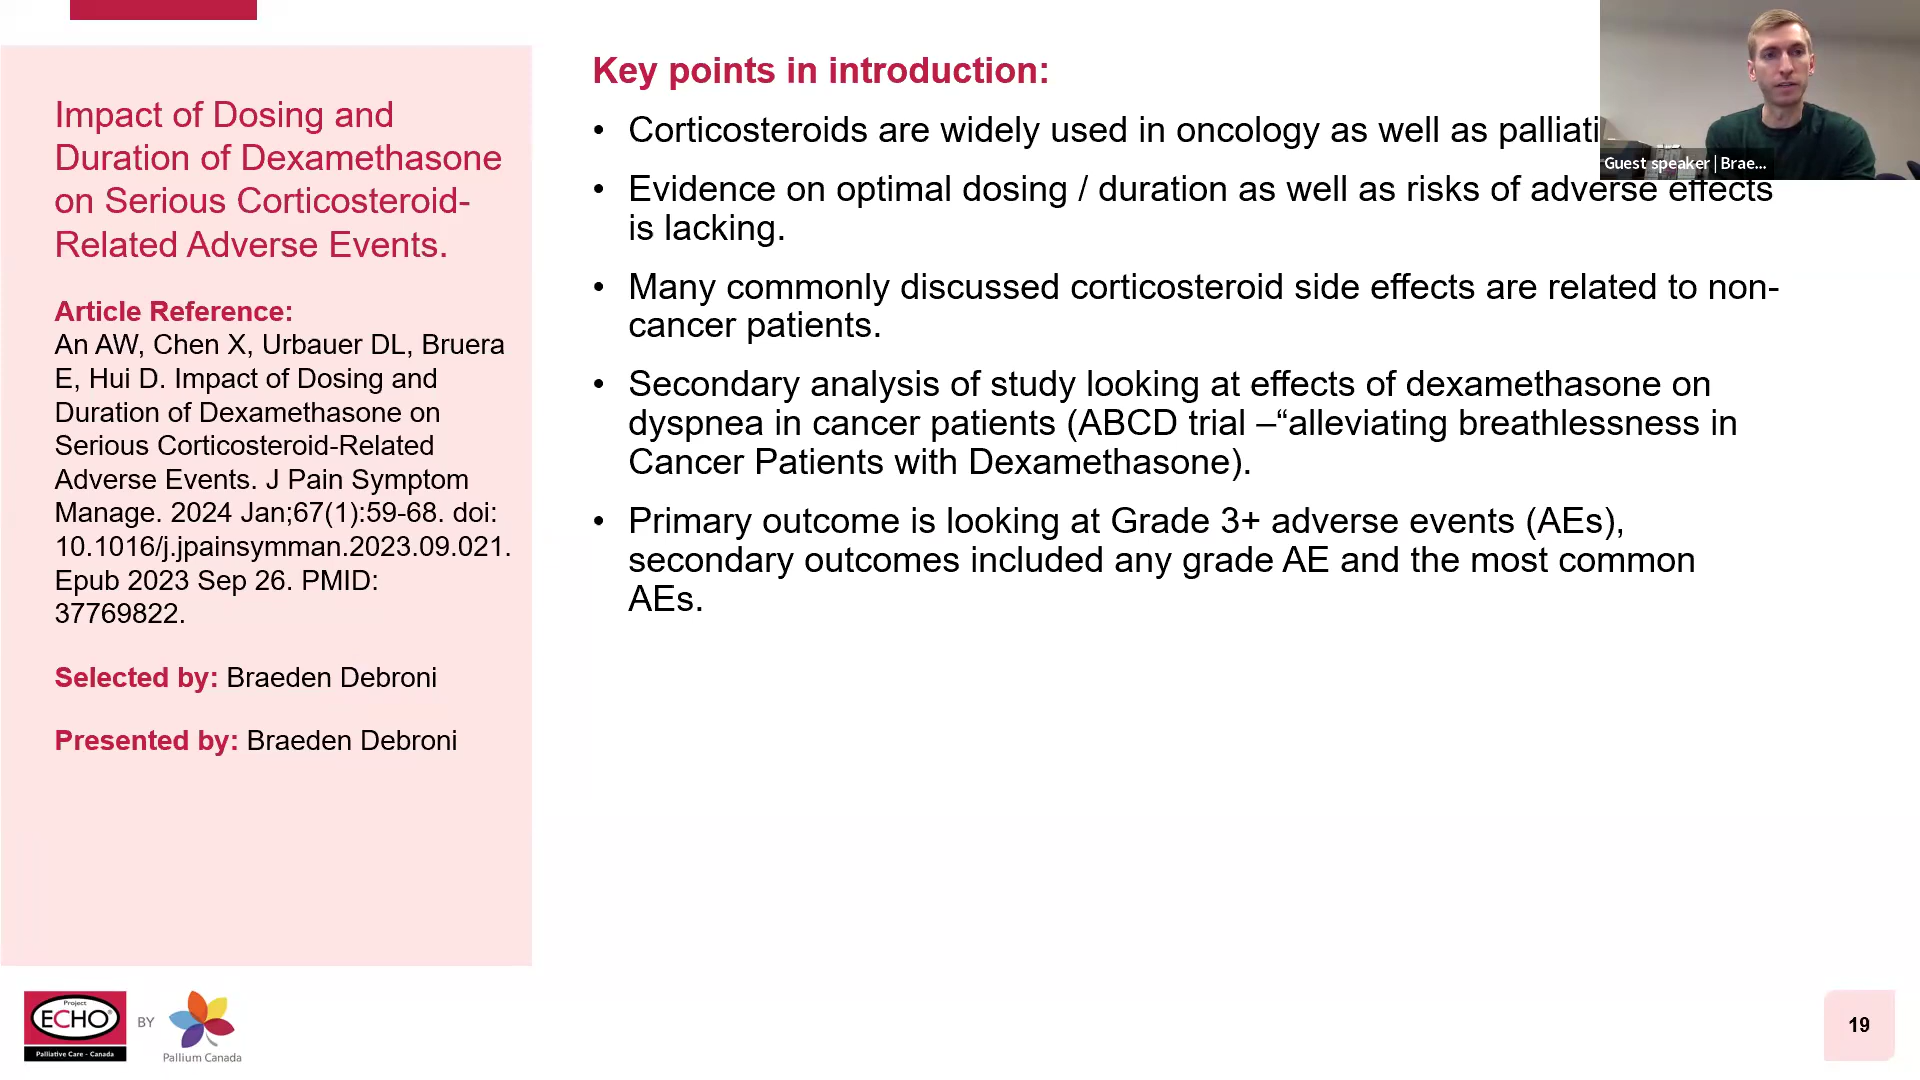 Impact of Dosing and
Duration of Dexamethasone
on Serious Corticosteroid-
Related Adverse Events.
Article Reference:
An AW, Chen X, Urbauer DL, Bruera
E, Hui D. Impact of Dosing and
Duration of Dexamethasone on
Serious Corticosteroid-Related
Adverse Events. J Pain Symptom
Manage. 2024 Jan;67(1):59-68. doi:
10.1016/j.jpainsymman.2023.09.021.
Epub 2023 Sep 26. PMID:
37769822.
Selected by: Braeden Debroni
Presented by: Braeden Debroni
Key points in introduction:
• Corticosteroids are widely used in oncology as well as palliati
• Evidence on optimal dosing / duration as well as risks of adverse effects
is lacking.
• Many commonly discussed corticosteroid side effects are related to non-
cancer patients.
• Secondary analysis of study looking at effects of dexamethasone on
dyspnea in cancer patients (ABCD trial –“alleviating breathlessness in
Cancer Patients with Dexamethasone).
• Primary outcome is looking at Grade 3+ adverse events (AEs),
secondary outcomes included any grade AE and the most common
AEs.
Guest speaker | Brae...
Project
ECHO®
Palliative Care - Canada
BY
Pallium Canada
19